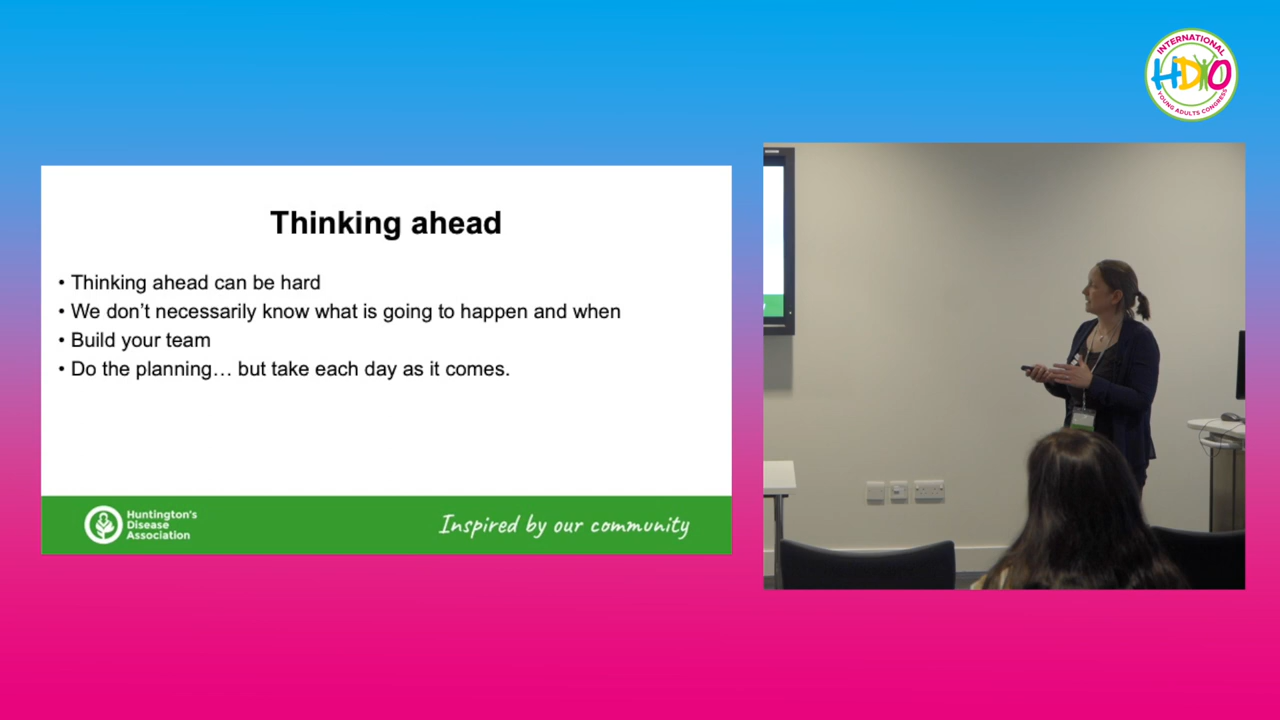 INTERNATIONAL
HDYO
YOUNG ADULTS CONGRESS
Thinking ahead
• Thinking ahead can be hard
• We don’t necessarily know what is going to happen and when
• Build your team
• Do the planning… but take each day as it comes.
Huntington's
Disease
Association
Inspired by our community